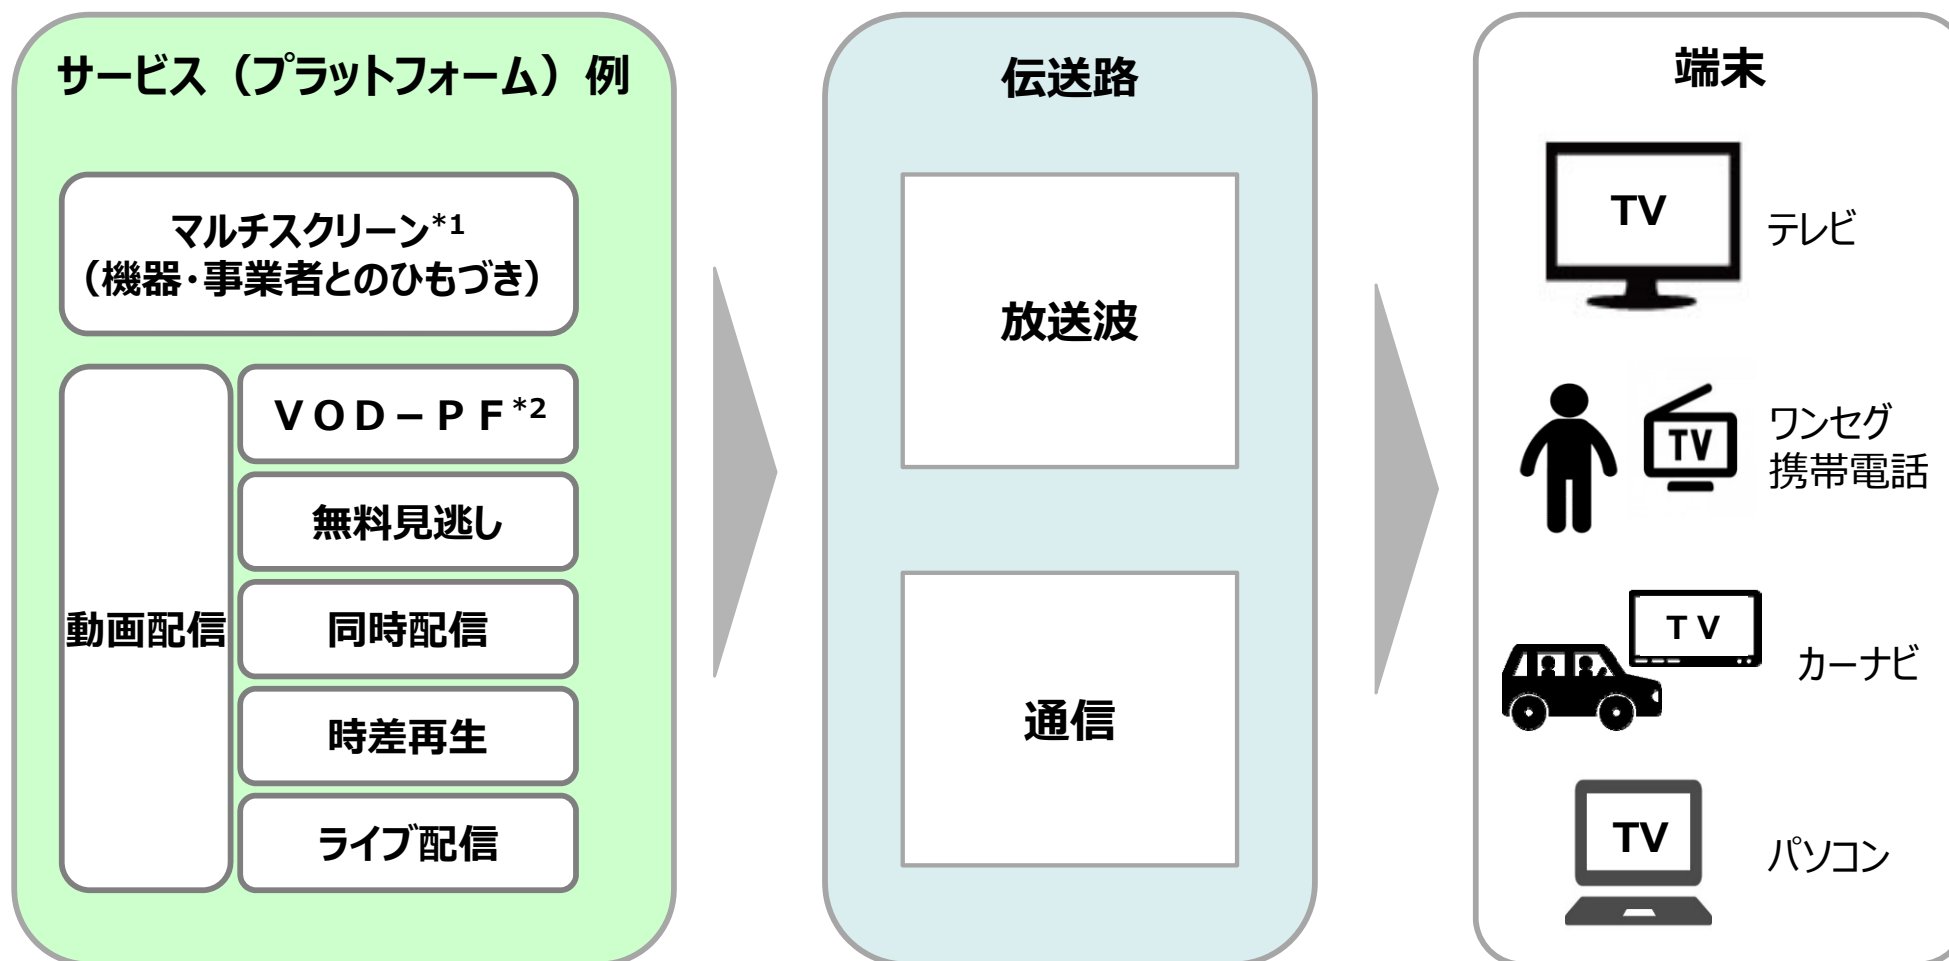 サービス（プラットフォーム）例
マルチスクリーン*1
（機器・事業者とのひもづき）
動画配信
ＶＯＤ－ＰＦ*2
無料見逃し
同時配信
時差再生
ライブ配信
伝送路
放送波
通信
端末
TV
テレビ
TV
ワンセグ
携帯電話
TV
カーナビ
TV
パソコン